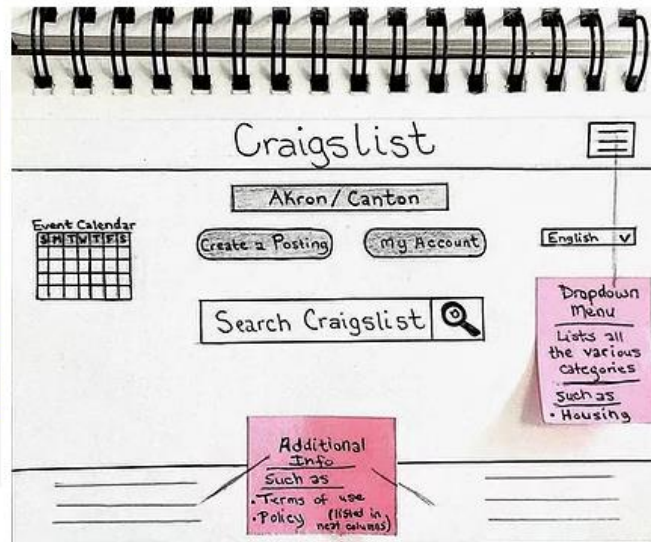 Craigslist
Akron/Canton
Event Calendar
S M T W T F S
Create a Posting
My Account
English
Search Craigslist
Dropdown
Menu
Lists all
the various
categories
Such as
• Housing
Additional
Info
Such as
• Terms of use
• Policy (listed in
neat columns)